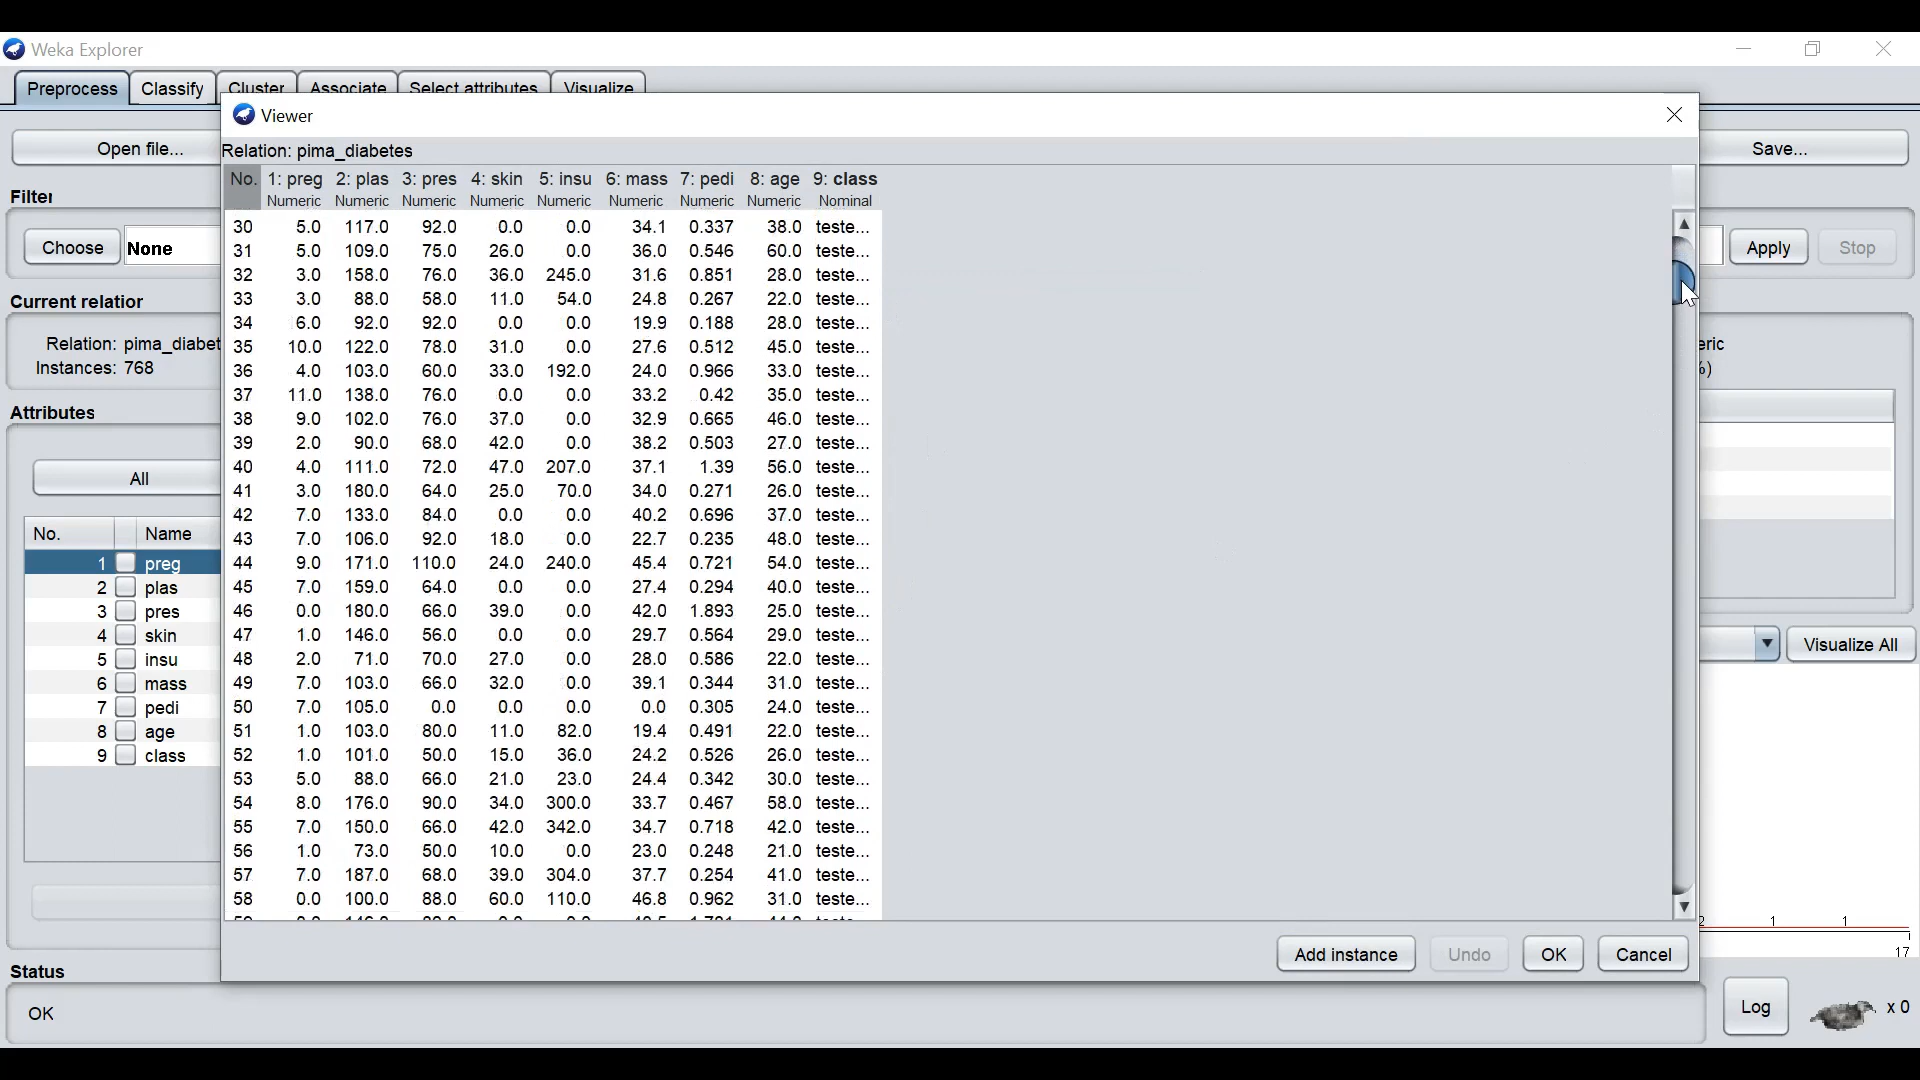 Weka Explorer
Preprocess Classify Cluster Associate Select attributes Visualize
Viewer
Open file...
Relation: pima_diabetes
Save...
No. 1: preg 2: plas 3: pres 4: skin 5: insu 6: mass 7: pedi 8: age 9: class
Numeric Numeric Numeric Numeric Numeric Numeric Numeric Numeric Nominal
Filter
Choose None
Apply Stop
Current relation
Relation: pima_diabet
Instances: 768
eric
%)
Attributes
All
No. Name
1 preg
2 plas
3 pres
4 skin
5 insu
6 mass
7 pedi
8 age
9 class
30 5.0 117.0 92.0 0.0 0.0 34.1 0.337 38.0 teste...
31 5.0 109.0 75.0 26.0 0.0 36.0 0.546 60.0 teste...
32 3.0 158.0 76.0 36.0 245.0 31.6 0.851 28.0 teste...
33 3.0 88.0 58.0 11.0 54.0 24.8 0.267 22.0 teste...
34 6.0 92.0 92.0 0.0 0.0 19.9 0.188 28.0 teste...
35 10.0 122.0 78.0 31.0 0.0 27.6 0.512 45.0 teste...
36 4.0 103.0 60.0 33.0 192.0 24.0 0.966 33.0 teste...
37 11.0 138.0 76.0 0.0 0.0 33.2 0.42 35.0 teste...
38 9.0 102.0 76.0 37.0 0.0 32.9 0.665 46.0 teste...
39 2.0 90.0 68.0 42.0 0.0 38.2 0.503 27.0 teste...
40 4.0 111.0 72.0 47.0 207.0 37.1 1.39 56.0 teste...
41 3.0 180.0 64.0 25.0 70.0 34.0 0.271 26.0 teste...
42 7.0 133.0 84.0 0.0 0.0 40.2 0.696 37.0 teste...
43 7.0 106.0 92.0 18.0 0.0 22.7 0.235 48.0 teste...
44 9.0 171.0 110.0 24.0 240.0 45.4 0.721 54.0 teste...
45 7.0 159.0 64.0 0.0 0.0 27.4 0.294 40.0 teste...
46 0.0 180.0 66.0 39.0 0.0 42.0 1.893 25.0 teste...
47 1.0 146.0 56.0 0.0 0.0 29.7 0.564 29.0 teste...
48 2.0 71.0 70.0 27.0 0.0 28.0 0.586 22.0 teste...
49 7.0 103.0 66.0 32.0 0.0 39.1 0.344 31.0 teste...
50 7.0 105.0 0.0 0.0 0.0 0.0 0.305 24.0 teste...
51 1.0 103.0 80.0 11.0 82.0 19.4 0.491 22.0 teste...
52 1.0 101.0 50.0 15.0 36.0 24.2 0.526 26.0 teste...
53 5.0 88.0 66.0 21.0 23.0 24.4 0.342 30.0 teste...
54 8.0 176.0 90.0 34.0 300.0 33.7 0.467 58.0 teste...
55 7.0 150.0 66.0 42.0 342.0 34.7 0.718 42.0 teste...
56 1.0 73.0 50.0 10.0 0.0 23.0 0.248 21.0 teste...
57 7.0 187.0 68.0 39.0 304.0 37.7 0.254 41.0 teste...
58 0.0 100.0 88.0 60.0 110.0 46.8 0.962 31.0 teste...
Visualize All
2 1 1
17
Add instance Undo OK Cancel
Status
OK
Log x 0